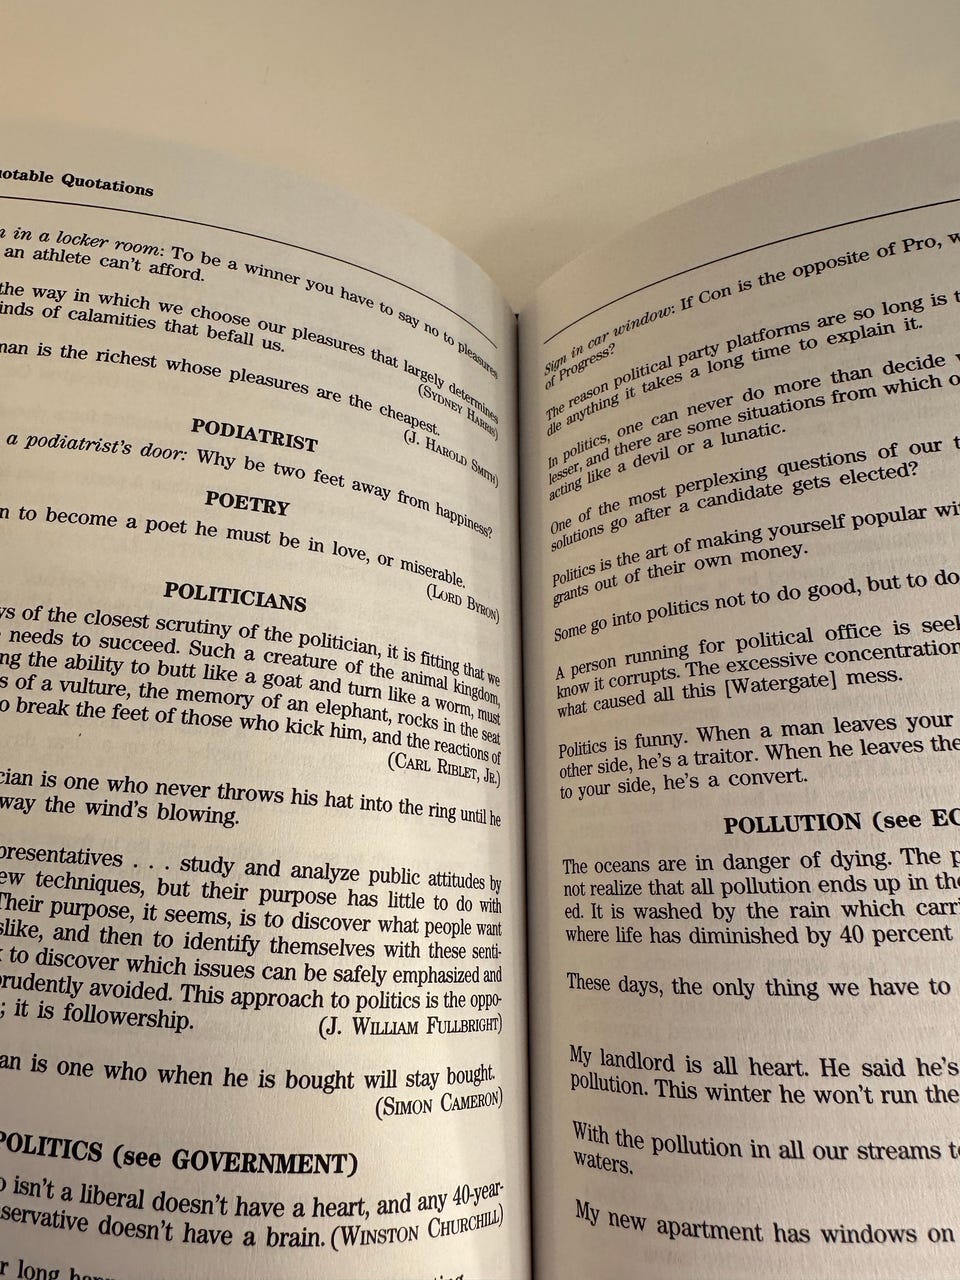 Quotations
in a locker room: To be a winner you have to say no to pleasures
an athlete can't afford.
the way in which we choose our pleasures that largely determines
of calamities that befall us.
(SYDNEY HARRIS)
is the richest whose pleasures are the cheapest.
(J. HAROLD SMITH)
PODIATRIST
a podiatrist's door: Why be two feet away from happiness?
POETRY
to become a poet he must be in love, or miserable.
(LORD BYRON)
POLITICIANS
of the closest scrutiny of the politician, it is fitting that we
needs to succeed. Such a creature of the animal kingdom,
the ability to butt like a goat and turn like a worm, must
of a vulture, the memory of an elephant, rocks in the seat
break the feet of those who kick him, and the reactions of
(CARL RIBLET, JR.)
is one who never throws his hat into the ring until he
way the wind's blowing.
. . . study and analyze public attitudes by
techniques, but their purpose has little to do with
Their purpose, it seems, is to discover what people want
and then to identify themselves with these senti-
to discover which issues can be safely emphasized and
prudently avoided. This approach to politics is the oppo-
; it is followership. (J. WILLIAM FULLBRIGHT)
is one who when he is bought will stay bought.
(SIMON CAMERON)
POLITICS (see GOVERNMENT)
isn't a liberal doesn't have a heart, and any 40-year-
doesn't have a brain. (WINSTON CHURCHILL)
long
Sign in car window: If Con is the opposite of Pro,
of Progress?
The reason political party platforms are so long is
dle anything it takes a long time to explain it.
In politics, one can never do more than decide
lesser, and there are some situations from which
acting like a devil or a lunatic.
One of the most perplexing questions of our
solutions go after a candidate gets elected?
Politics is the art of making yourself popular
grants out of their own money.
Some go into politics not to do good, but to do
A person running for political office is
know it corrupts. The excessive concentration
what caused all this [Watergate] mess.
Politics is funny. When a man leaves your
other side, he's a traitor. When he leaves the
to your side, he's a convert.
POLLUTION (see
The oceans are in danger of dying. The
not realize that all pollution ends up in
ed. It is washed by the rain which
where life has diminished by 40 percent
These days, the only thing we have to
My landlord is all heart. He said he's
pollution. This winter he won't run the
With the pollution in all our streams
waters.
My new apartment has windows on